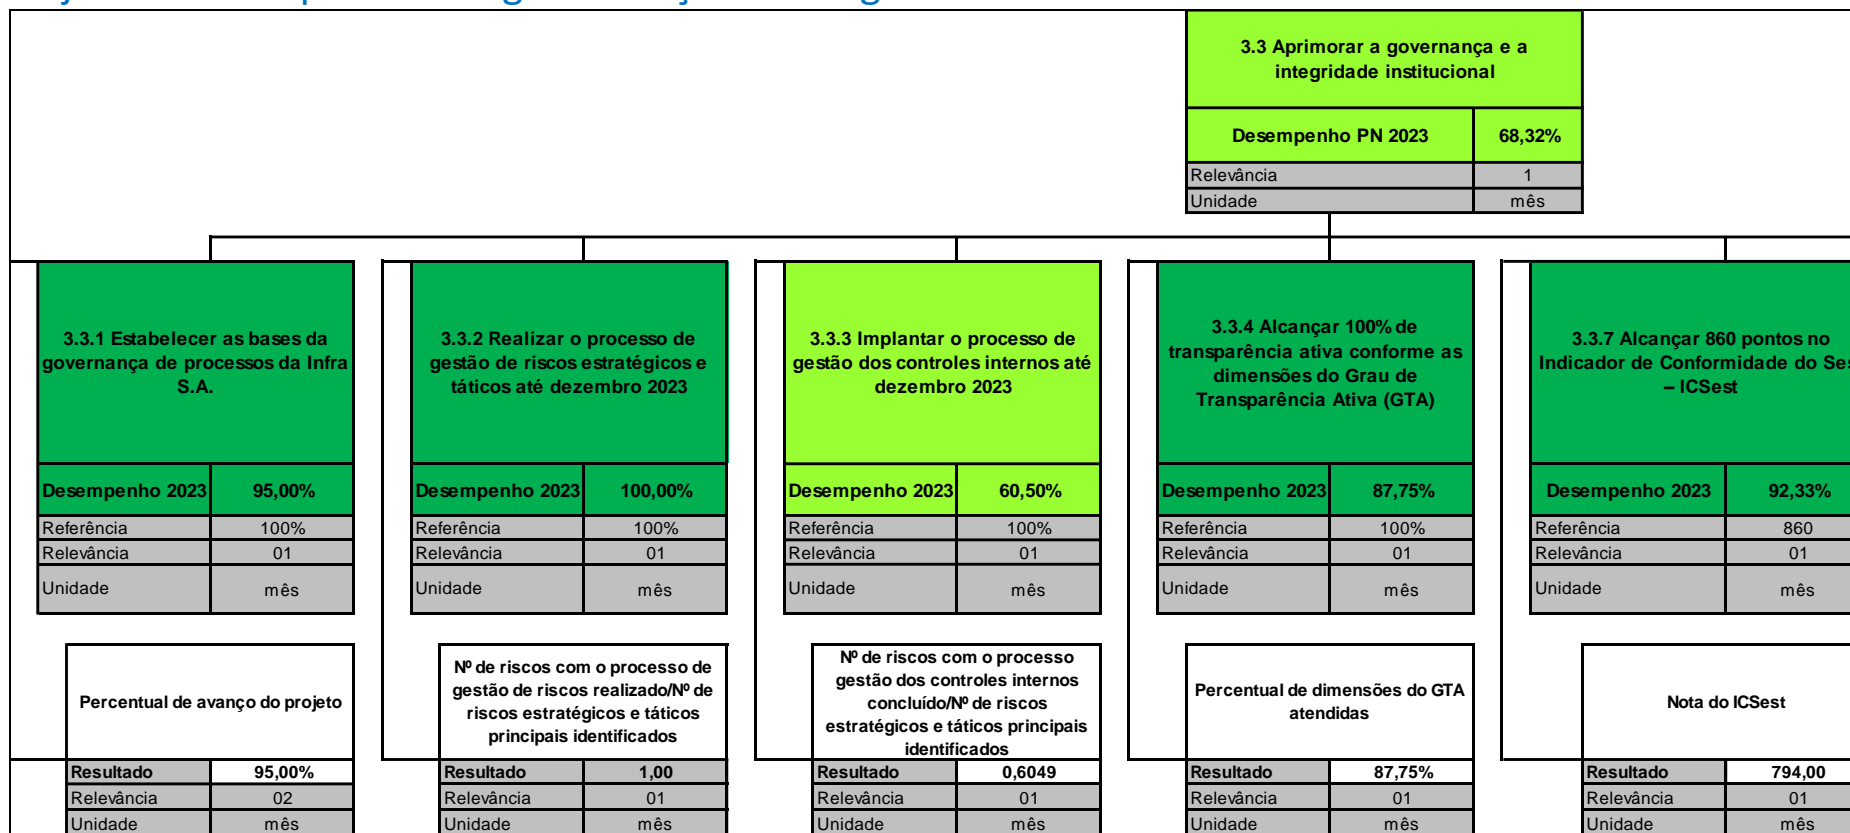 3.3 Aprimorar a governança e a
integridade institucional
Desempenho PN 2023 68,32%
Relevância 1
Unidade mês
3.3.1 Estabelecer as bases da
governança de processos da Infra
S.A.
Desempenho 2023 95,00%
Referência 100%
Relevância 01
Unidade mês
Percentual de avanço do projeto
Resultado 95,00%
Relevância 02
Unidade mês
3.3.2 Realizar o processo de
gestão de riscos estratégicos e
táticos até dezembro 2023
Desempenho 2023 100,00%
Referência 100%
Relevância 01
Unidade mês
Nº de riscos com o processo de
gestão de riscos realizado/Nº de
riscos estratégicos e táticos
principais identificados
Resultado 1,00
Relevância 01
Unidade mês
3.3.3 Implantar o processo de
gestão dos controles internos até
dezembro 2023
Desempenho 2023 60,50%
Referência 100%
Relevância 01
Unidade mês
Nº de riscos com o processo
gestão dos controles internos
concluído/Nº de riscos
estratégicos e táticos principais
identificados
Resultado 0,6049
Relevância 01
Unidade mês
3.3.4 Alcançar 100% de
transparência ativa conforme as
dimensões do Grau de
Transparência Ativa (GTA)
Desempenho 2023 87,75%
Referência 100%
Relevância 01
Unidade mês
Percentual de dimensões do GTA
atendidas
Resultado 87,75%
Relevância 01
Unidade mês
3.3.7 Alcançar 860 pontos no
Indicador de Conformidade do
– ICSest
Desempenho 2023 92,33%
Referência 860
Relevância 01
Unidade mês
Nota do ICSest
Resultado 794,00
Relevância 01
Unidade mês